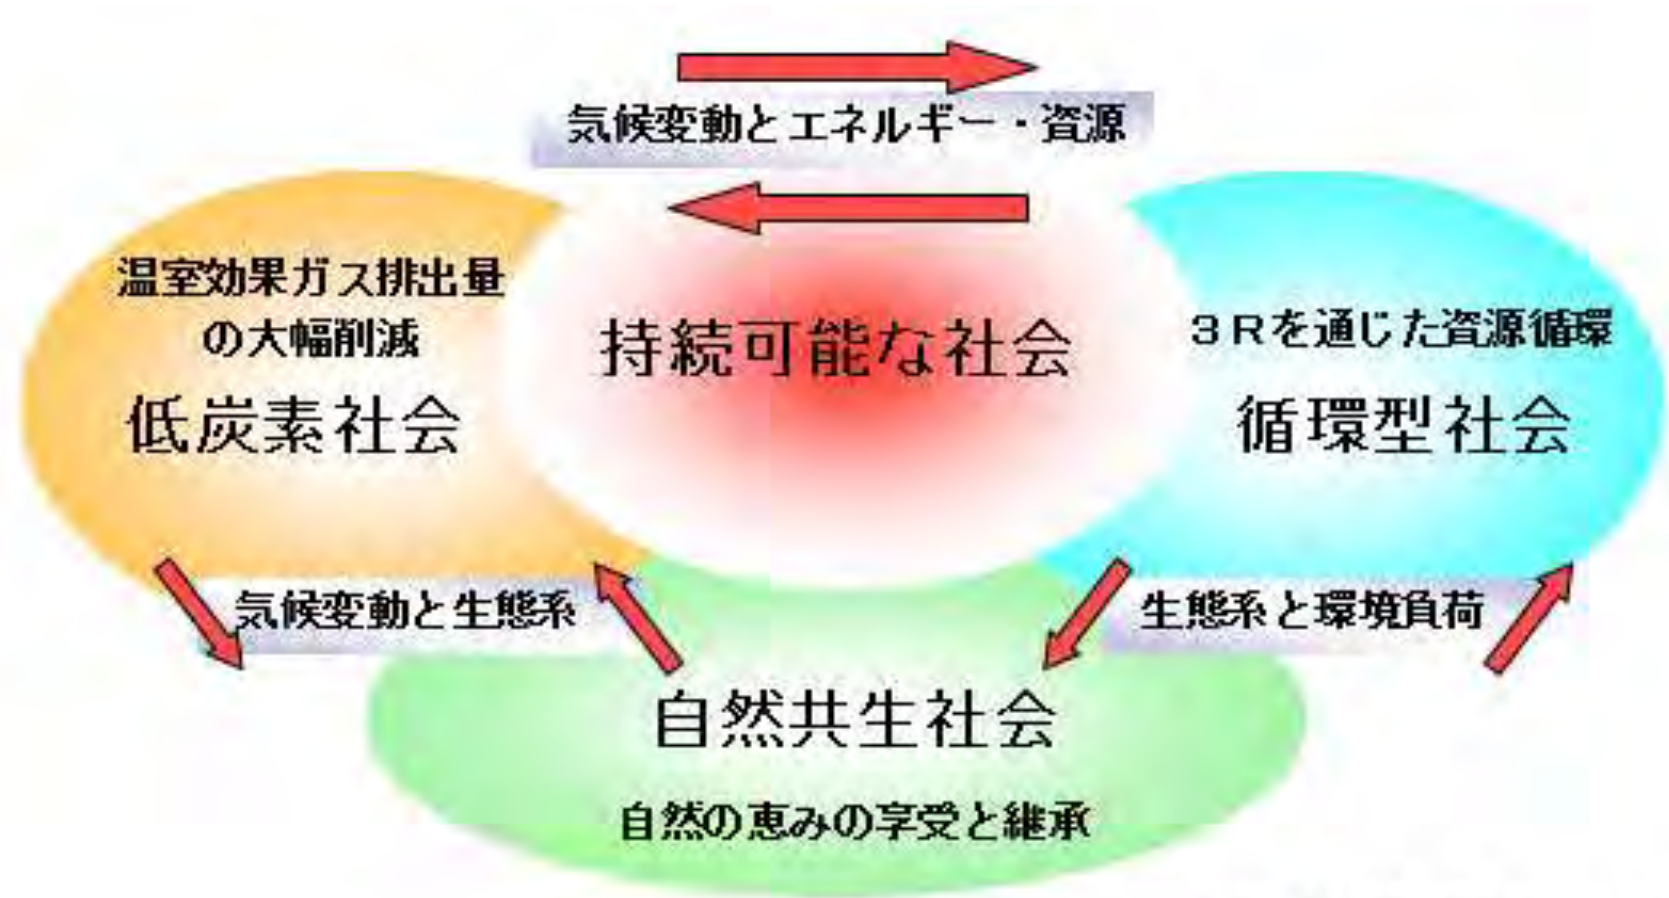 気候変動とエネルギー・資源
温室効果ガス排出量
の大幅削減
低炭素社会
持続可能な社会
3Rを通じた資源循環
循環型社会
気候変動と生態系
生態系と環境負荷
自然共生社会
自然の恵みの享受と継承